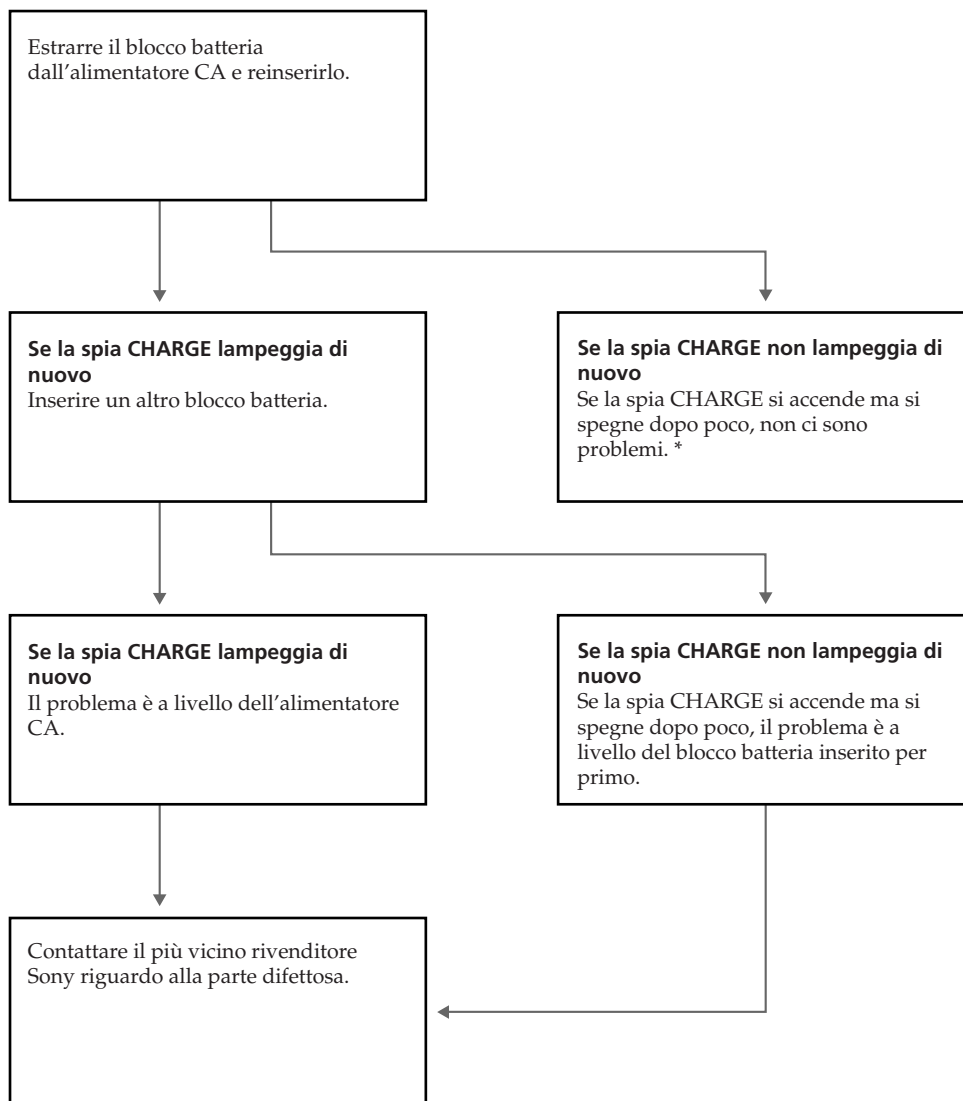 Estrarre il blocco batteria
dall'alimentatore CA e reinserirlo.
Se la spia CHARGE lampeggia di
nuovo
Inserire un altro blocco batteria.
Se la spia CHARGE non lampeggia di
nuovo
Se la spia CHARGE si accende ma si
spegne dopo poco, non ci sono
problemi. *
Se la spia CHARGE lampeggia di
nuovo
Il problema è a livello dell'alimentatore
CA.
Se la spia CHARGE non lampeggia di
nuovo
Se la spia CHARGE si accende ma si
spegne dopo poco, il problema è a
livello del blocco batteria inserito per
primo.
Contattare il più vicino rivenditore
Sony riguardo alla parte difettosa.